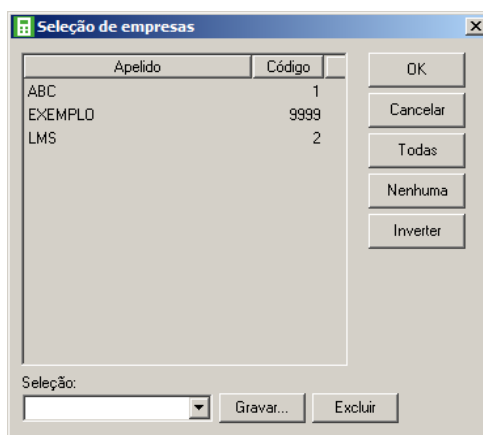 Seleção de empresas
Apelido Código
ABC 1
EXEMPLO 9999
LMS 2
OK
Cancelar
Todas
Nenhuma
Inverter
Seleção:
Gravar... Excluir